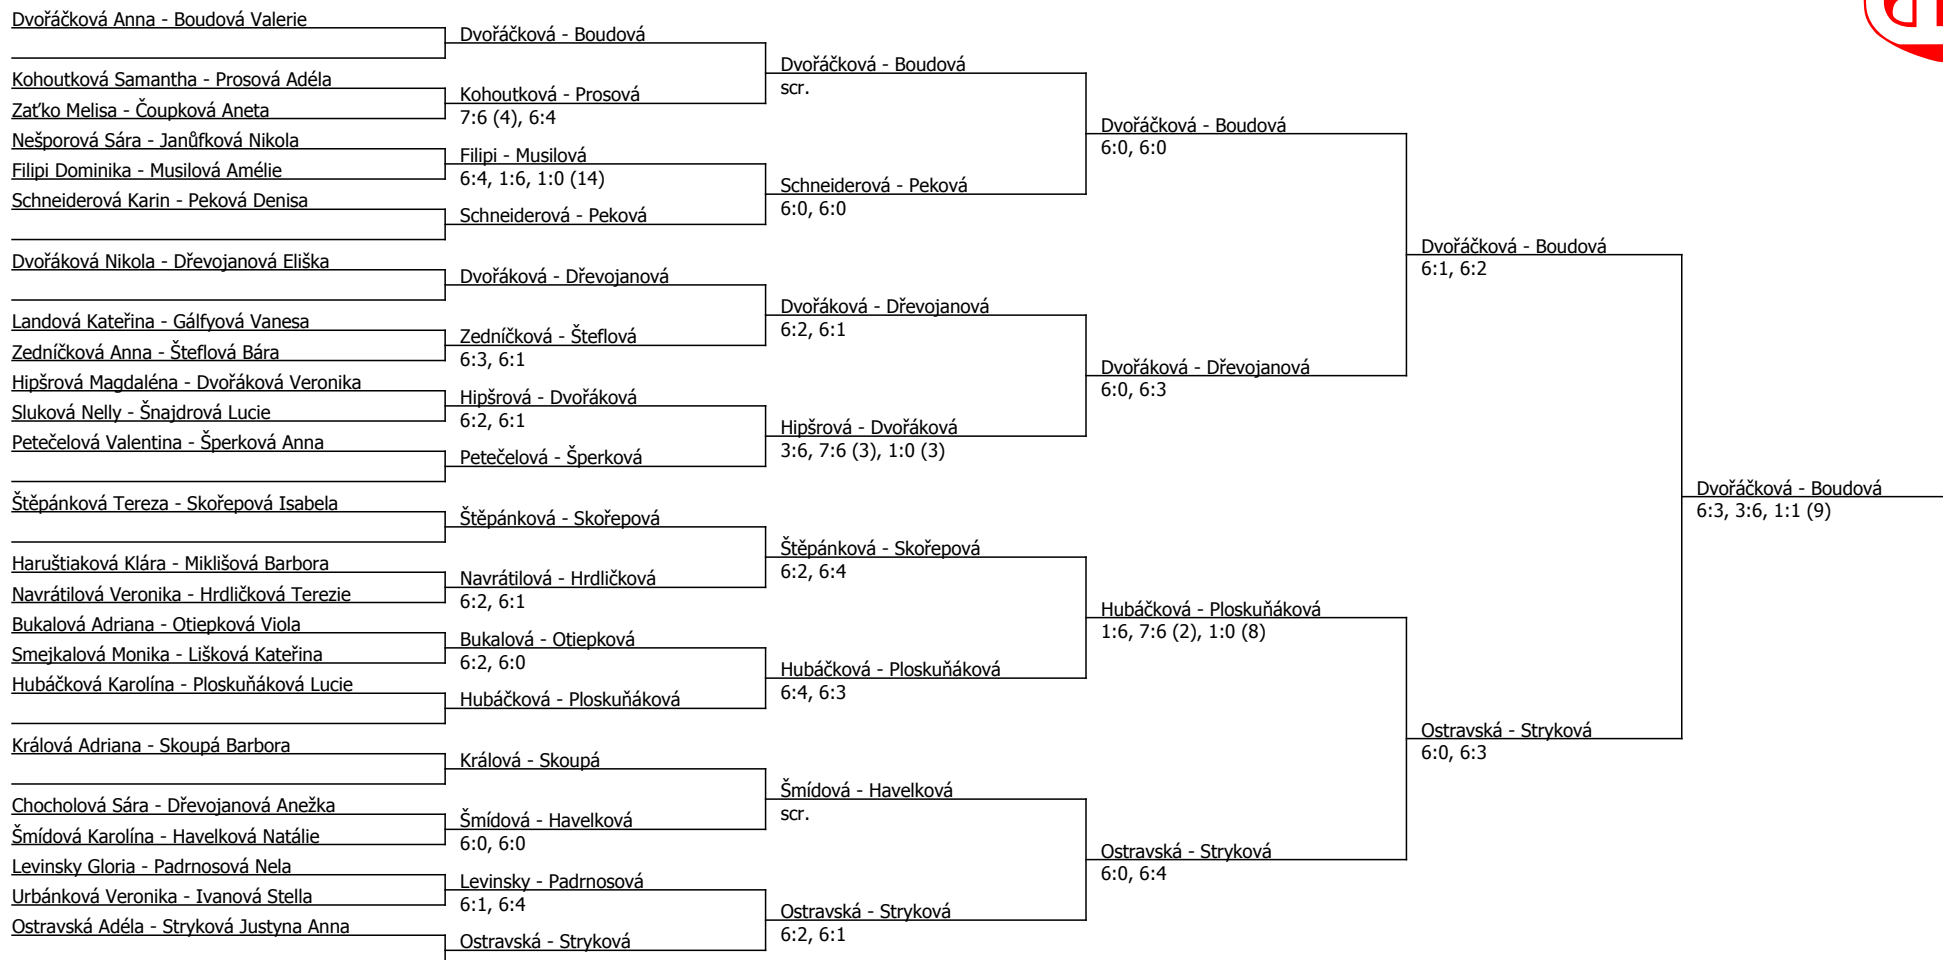 Dvořáčková Anna - Boudová Valerie
Kohoutková Samantha - Prosová Adéla
Zaťko Melisa - Čoupková Aneta
Nešporová Sára - Janůfková Nikola
Filipi Dominika - Musilová Amélie
Schneiderová Karin - Peková Denisa
Dvořáková Nikola - Dřevojanová Eliška
Landová Kateřina - Gálfyová Vanesa
Zedníčková Anna - Šteflová Bára
Hipšrová Magdaléna - Dvořáková Veronika
Sluková Nelly - Šnajdrová Lucie
Petečelová Valentina - Šperková Anna
Štěpánková Tereza - Skořepová Isabela
Haruštiaková Klára - Miklišová Barbora
Navrátilová Veronika - Hrdličková Terezie
Bukalová Adriana - Otiepková Viola
Smejkalová Monika - Lišková Kateřina
Hubáčková Karolína - Ploskuňáková Lucie
Králová Adriana - Skoupá Barbora
Chocholová Sára - Dřevojanová Anežka
Šmídová Karolína - Havelková Natálie
Levinsky Gloria - Padrnosová Nela
Urbánková Veronika - Ivanová Stella
Ostravská Adéla - Stryková Justyna Anna
Dvořáčková - Boudová
Kohoutková - Prosová
7:6 (4), 6:4
Filipi - Musilová
6:4, 1:6, 1:0 (14)
Schneiderová - Peková
Dvořáková - Dřevojanová
Zedníčková - Šteflová
6:3, 6:1
Hipšrová - Dvořáková
6:2, 6:1
Petečelová - Šperková
Štěpánková - Skořepová
Navrátilová - Hrdličková
6:2, 6:1
Bukalová - Otiepková
6:2, 6:0
Hubáčková - Ploskuňáková
Králová - Skoupá
Šmídová - Havelková
6:0, 6:0
Levinsky - Padrnosová
6:1, 6:4
Ostravská - Stryková
Dvořáčková - Boudová
scr.
Schneiderová - Peková
6:0, 6:0
Dvořáková - Dřevojanová
6:2, 6:1
Hipšrová - Dvořáková
3:6, 7:6 (3), 1:0 (3)
Štěpánková - Skořepová
6:2, 6:4
Hubáčková - Ploskuňáková
6:4, 6:3
Šmídová - Havelková
scr.
Ostravská - Stryková
6:2, 6:1
Dvořáčková - Boudová
6:0, 6:0
Dvořáková - Dřevojanová
6:0, 6:3
Hubáčková - Ploskuňáková
1:6, 7:6 (2), 1:0 (8)
Ostravská - Stryková
6:0, 6:4
Dvořáčková - Boudová
6:1, 6:2
Ostravská - Stryková
6:0, 6:3
Dvořáčková - Boudová
6:3, 3:6, 1:1 (9)